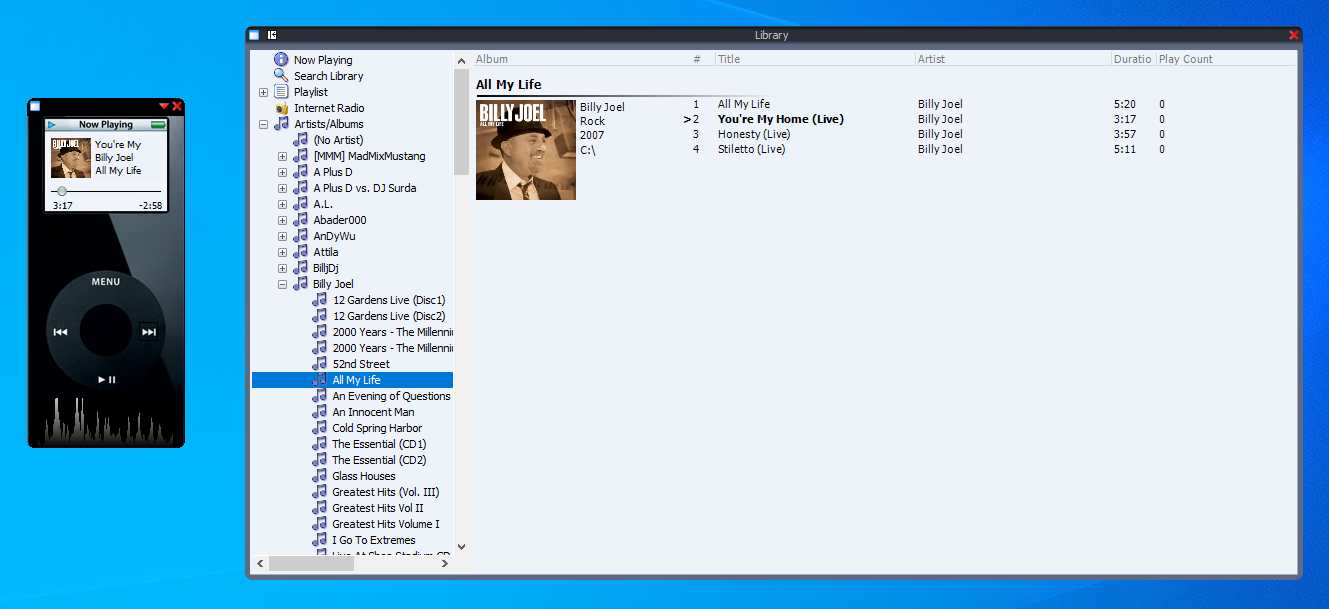 Now Playing
BILLY JOEL
You're My
Billy Joel
All My Life
3:17 -2:58
MENU
Library
Now Playing
Search Library
Playlist
Internet Radio
Artists/Albums
(No Artist)
[MMM] MadMixMustang
A Plus D
A Plus D vs. DJ Surda
A.L.
Abader000
AnDyWu
Attila
BilljDj
Billy Joel
12 Gardens Live (Disc1)
12 Gardens Live (Disc2)
2000 Years - The Millenni
2000 Years - The Millenni
52nd Street
All My Life
An Evening of Questions
An Innocent Man
Cold Spring Harbor
The Essential (CD1)
The Essential (CD2)
Glass Houses
Greatest Hits (Vol. III)
Greatest Hits Vol II
Greatest Hits Volume I
I Go To Extremes
Live At Shea Stadium CD
Album # Title Artist Duratio Play Count
All My Life
BILLY JOEL
ALL MY LIFE
Billy Joel
Rock
2007
C:\
1 All My Life Billy Joel 5:20 0
>2 You're My Home (Live) Billy Joel 3:17 0
3 Honesty (Live) Billy Joel 3:57 0
4 Stiletto (Live) Billy Joel 5:11 0